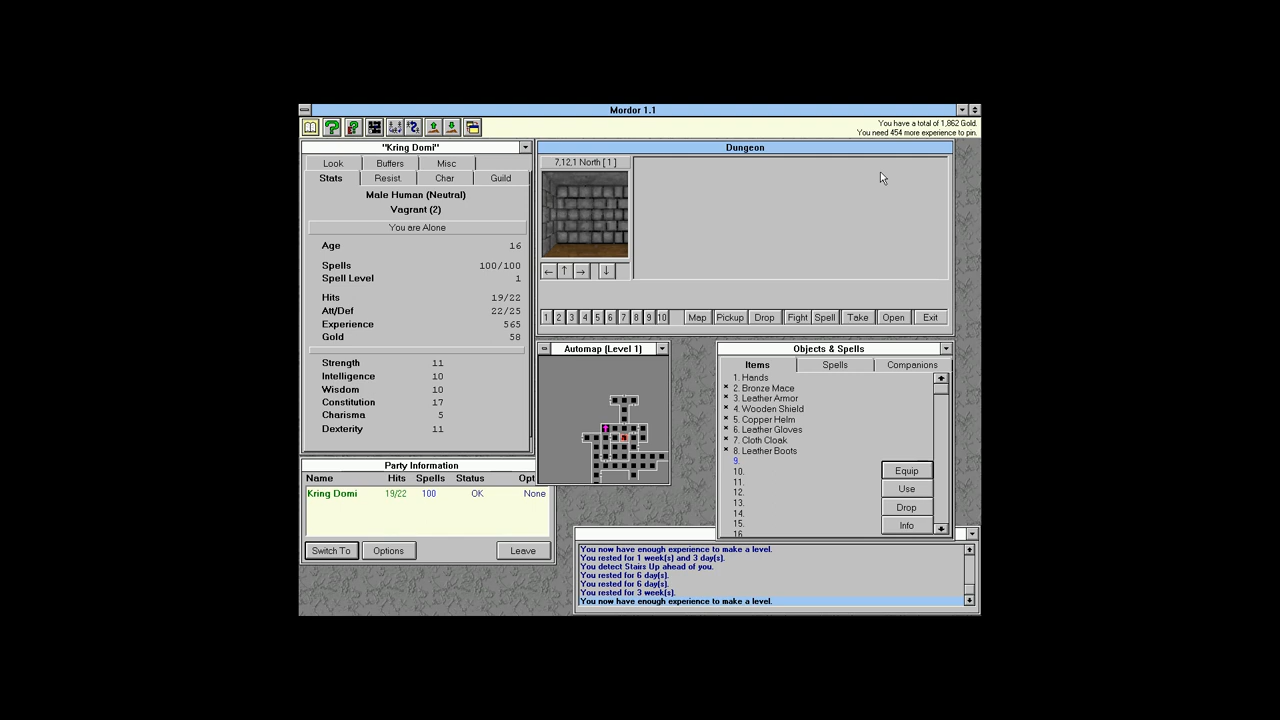 Mordor 1.1
You have a total of 1,862 Gold.
You need 454 more experience to pin.
"Kring Domi"
Look Buffers Misc
Stats Resist. Char Guild
Male Human (Neutral)
Vagrant (2)
You are Alone
Age 16
Spells 100/100
Spell Level 1
Hits 19/22
Att/Def 22/25
Experience 565
Gold 58
Strength 11
Intelligence 10
Wisdom 10
Constitution 17
Charisma 5
Dexterity 11
Party Information
Name Hits Spells Status Opt
Kring Domi 19/22 100 OK None
Switch To Options Leave
Dungeon
7,12,1 North [ 1 ]
1 2 3 4 5 6 7 8 9 10 Map Pickup Drop Fight Spell Take Open Exit
Automap (Level 1)
Objects & Spells
Items Spells Companions
1. Hands
× 2. Bronze Mace
3. Leather Armor
× 4. Wooden Shield
× 5. Copper Helm
× 6. Leather Gloves
× 7. Cloth Cloak
× 8. Leather Boots
9.
10.
11.
12.
13.
14.
15.
16
Equip
Use
Drop
Info
You now have enough experience to make a level.
You rested for 1 week(s) and 3 day(s).
You detect Stairs Up ahead of you.
You rested for 6 day(s).
You rested for 6 day(s).
You rested for 3 week(s).
You now have enough experience to make a level.